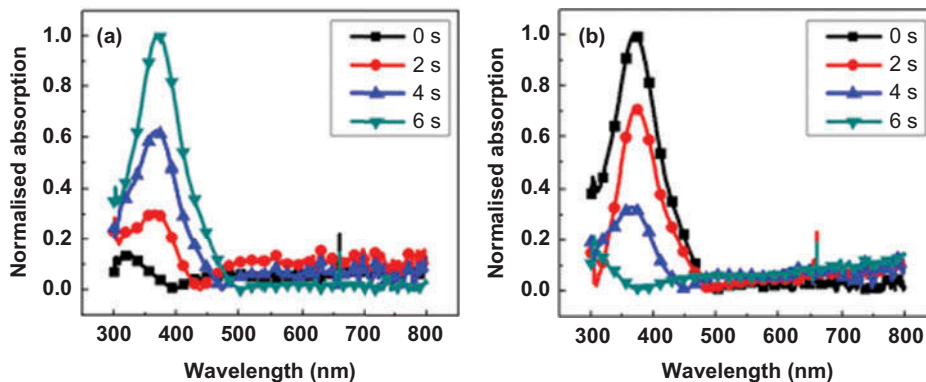 (a)
0 s
2 s
4 s
6 s
Normalised absorption
1.0
0.8
0.6
0.4
0.2
0.0
300 400 500 600 700 800
Wavelength (nm)
(b)
0 s
2 s
4 s
6 s
Normalised absorption
1.0
0.8
0.6
0.4
0.2
0.0
300 400 500 600 700 800
Wavelength (nm)